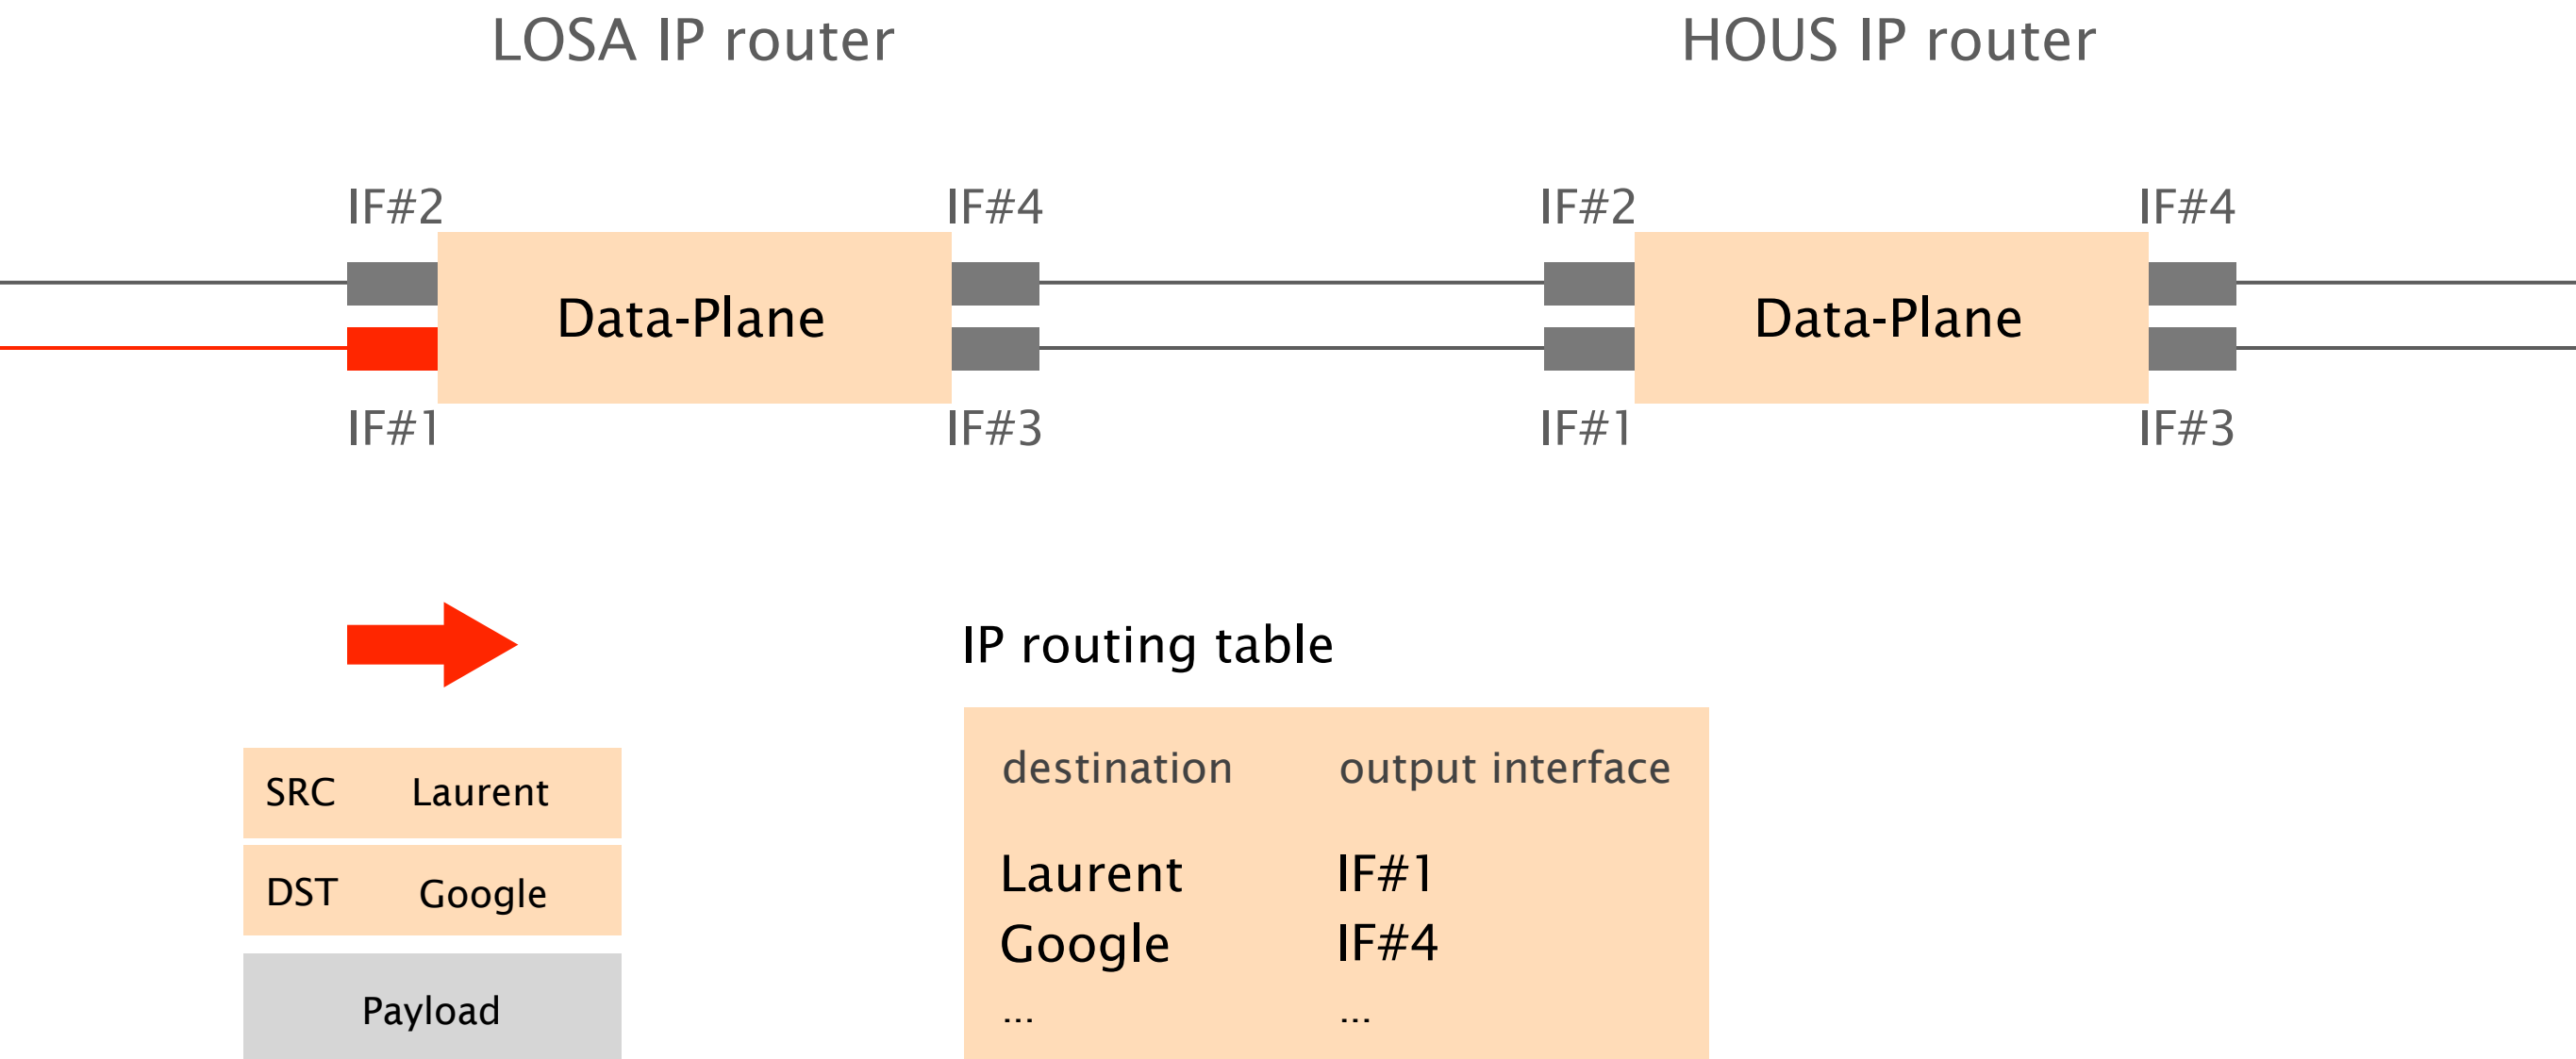 LOSA IP router
HOUS IP router
IF#2
IF#4
IF#2
IF#4
Data-Plane
Data-Plane
IF#1
IF#3
IF#1
IF#3
IP routing table
destination output interface
Laurent IF#1
Google IF#4
... ...
SRC Laurent
DST Google
Payload